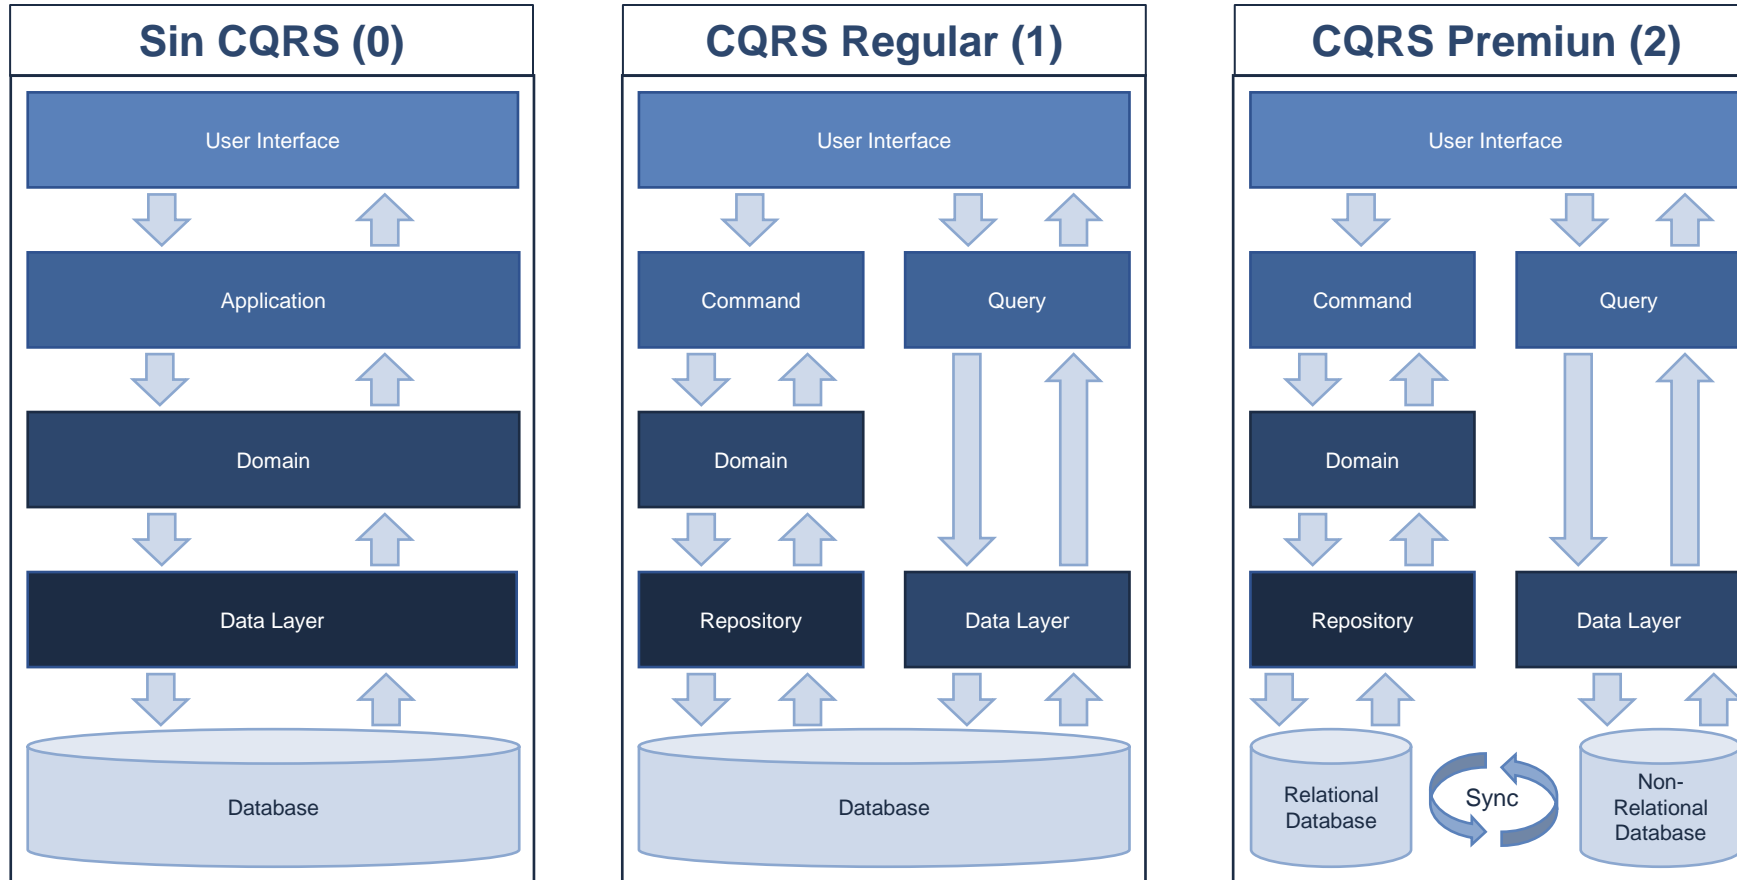 Sin CQRS (0)
User Interface
Application
Domain
Data Layer
Database
CQRS Regular (1)
User Interface
Command
Query
Domain
Repository
Data Layer
Database
CQRS Premiun (2)
User Interface
Command
Query
Domain
Repository
Data Layer
Relational
Database
Sync
Non-
Relational
Database